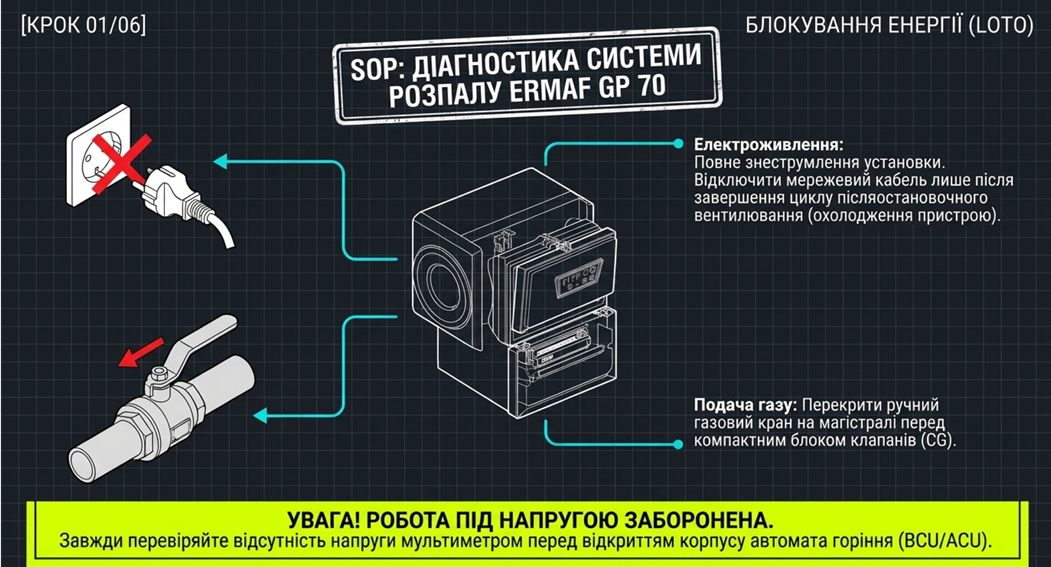 [КРОК 01/06]
БЛОКУВАННЯ ЕНЕРГІЇ (LOTO)
SOP: ДІАГНОСТИКА СИСТЕМИ
РОЗПАЛУ ERMAF GP 70
Електроживлення:
Повне знеструмлення установки.
Відключити мережевий кабель лише після
завершення циклу післяостановочного
вентилювання (охолодження пристрою).
Подача газу: Перекрити ручний
газовий кран на магістралі перед
компактним блоком клапанів (CG).
УВАГА! РОБОТА ПІД НАПРУГОЮ ЗАБОРОНЕНА.
Завжди перевіряйте відсутність напруги мультиметром перед відкриттям корпусу автомата горіння (BCU/ACU).